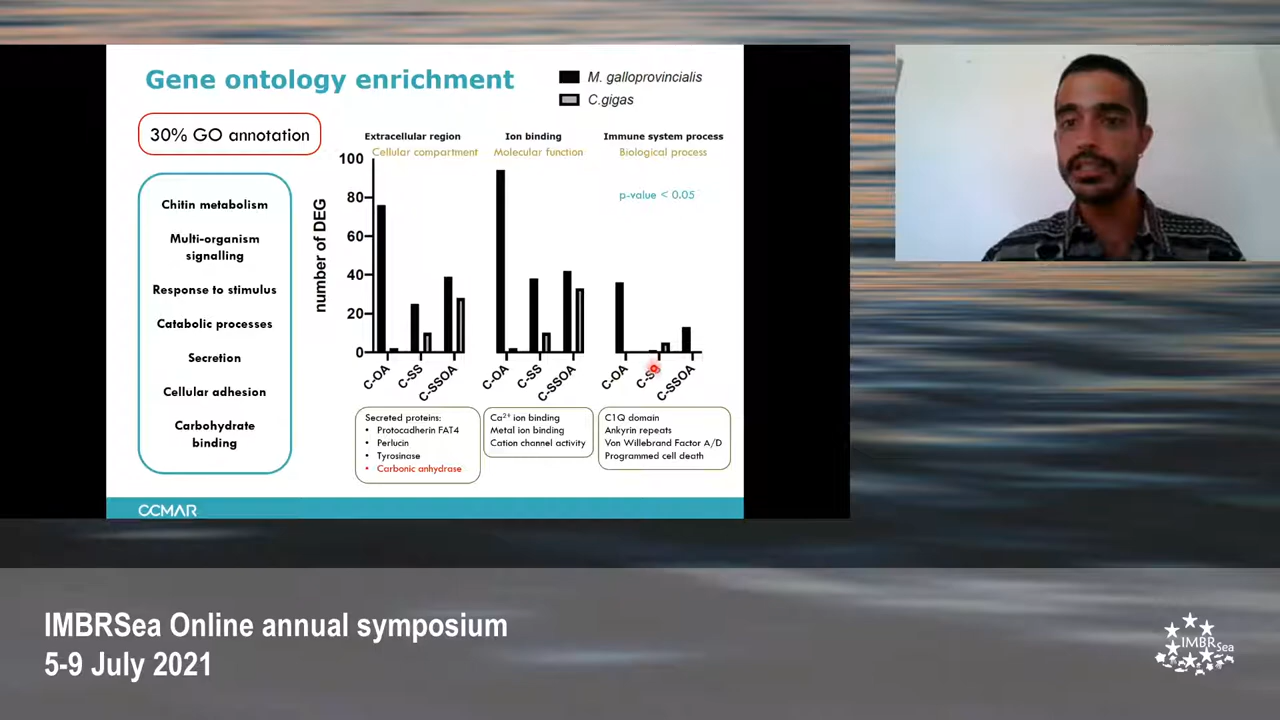 Gene ontology enrichment
M. galloprovincialis
C.gigas
30% GO annotation
Chitin metabolism
Multi-organism
signalling
Response to stimulus
Catabolic processes
Secretion
Cellular adhesion
Carbohydrate
binding
Extracellular region
Cellular compartment
Ion binding
Molecular function
Immune system process
Biological process
p-value < 0.05
number of DEG
100
80
60
40
20
0
C-OA
C-SS
C-SSOA
C-OA
C-SS
C-SSOA
C-OA
C-SSOA
Secreted proteins:
• Protocadherin FAT4
• Perlucin
• Tyrosinase
• Carbonic anhydrase
Ca²⁺ ion binding
Metal ion binding
Cation channel activity
C1Q domain
Ankyrin repeats
Von Willebrand Factor A/D
Programmed cell death
CCMAR
IMBRSea Online annual symposium
5-9 July 2021
IMBRSea